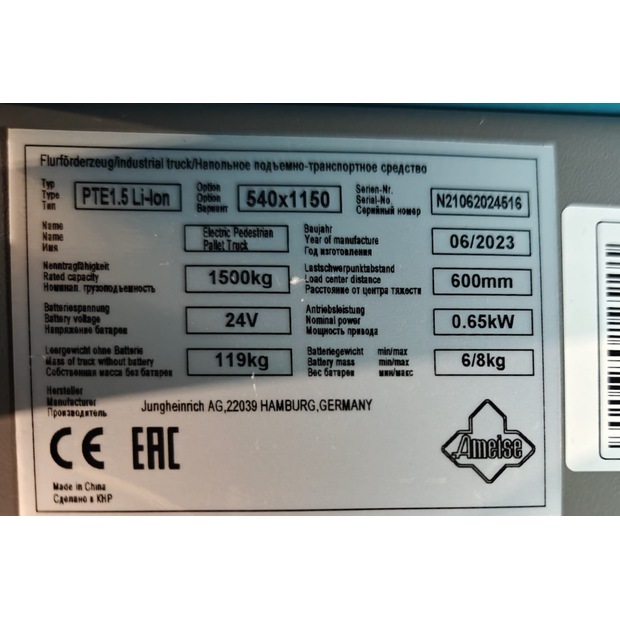 Flurförderzeug/industrial truck/Напольное подъемно-транспортное средство
Typ
Type
Тип
PTE1.5 Li-Ion
Option
Option
Вариант
540x1150
Serien-Nr.
Serial-No.
Серийный номер
N21062024516
Name
Name
Имя
Electric Pedestrian
Pallet Truck
Baujahr
Year of manufacture
Год изготовления
06/2023
Nenntragfähigkeit
Rated capacity
Номинал. грузоподъемность
1500kg
Lastschwerpunktabstand
Load center distance
Расстояние от центра тяжести
600mm
Batteriespannung
Battery voltage
Напряжение батареи
24V
Antriebsleistung
Nominal power
Мощность привода
0.65kW
Leergewicht ohne Batterie
Mass of truck without battery
Собственная масса без батареи
119kg
Batteriegewicht min/max
Battery mass min/max
Вес батареи мин/макс
6/8kg
Hersteller
Manufacturer
Производитель
Jungheinrich AG,22039 HAMBURG,GERMANY
CE EAC
Ameise
Made in China
Сделано в КНР